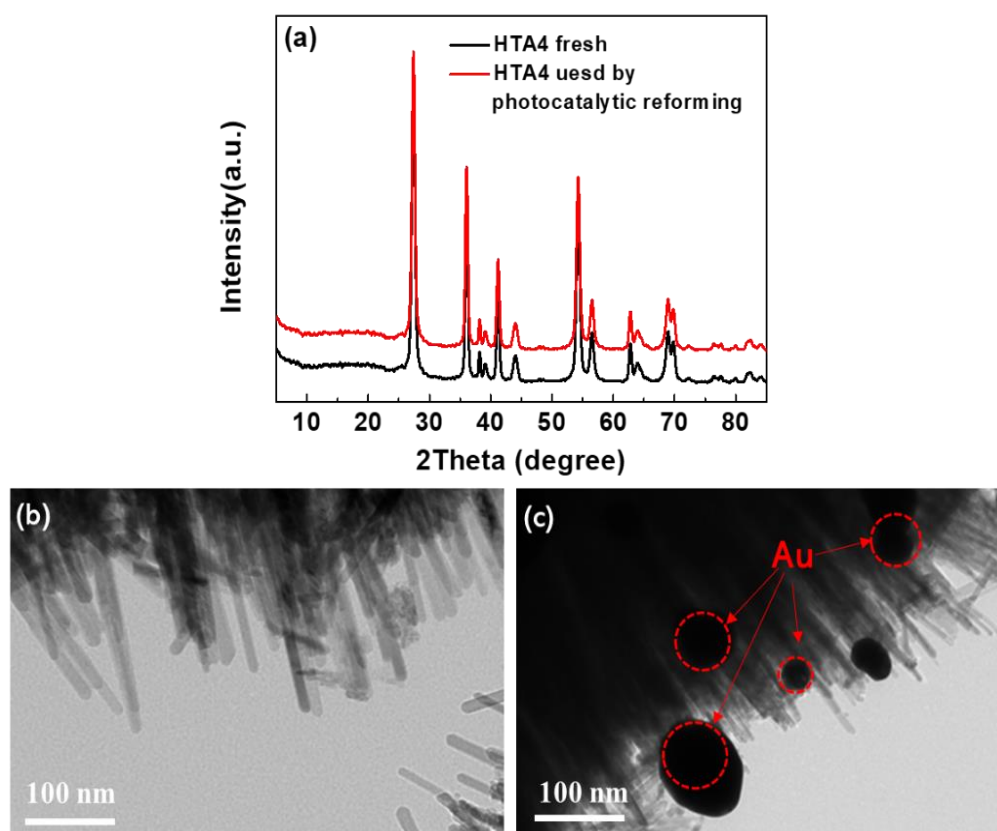 (a)
HTA4 fresh
HTA4 uesd by
photocatalytic reforming
Intensity(a.u.)
10 20 30 40 50 60 70 80
2Theta (degree)
(b)
100 nm
(c)
Au
100 nm